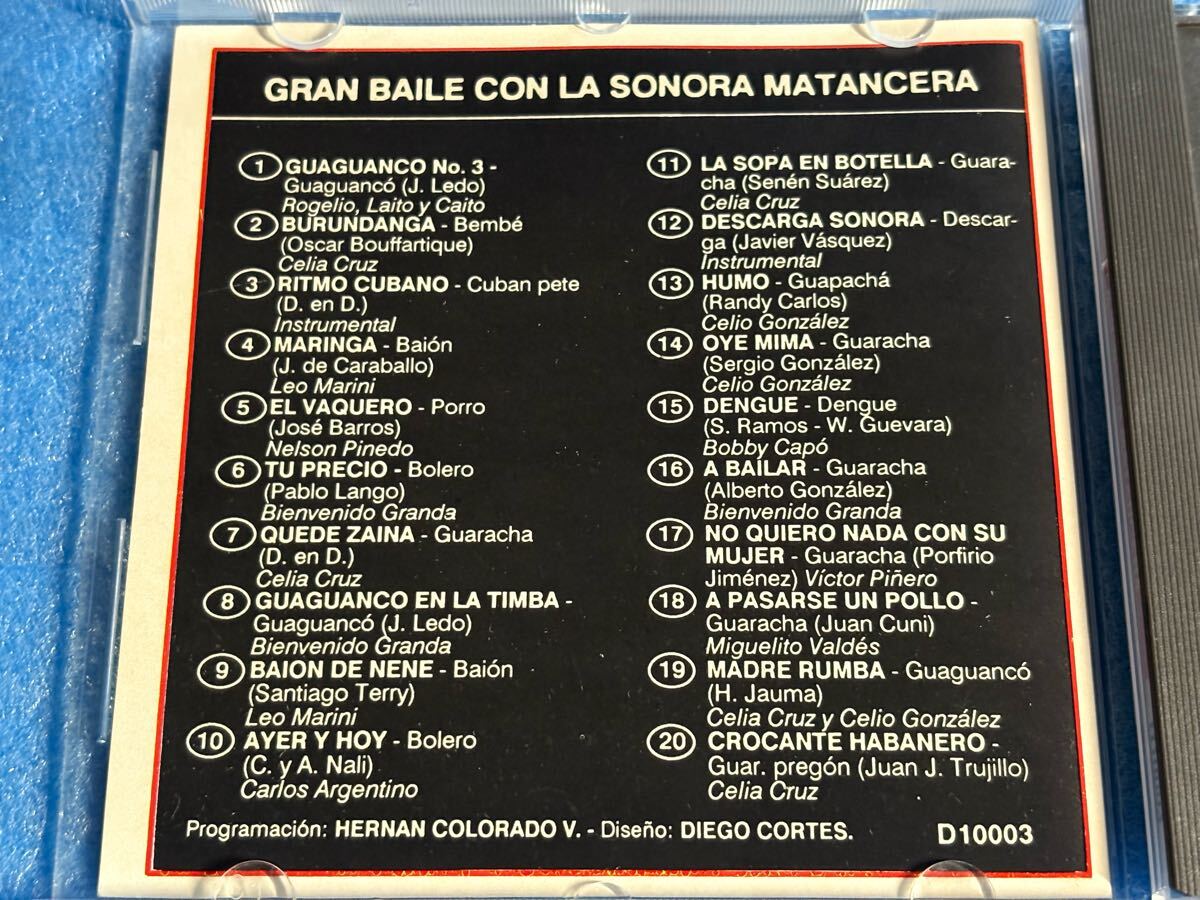 GRAN BAILE CON LA SONORA MATANCERA
1 GUAGUANCO No. 3 -
Guaguancó (J. Ledo)
Rogelio, Laito y Caito
2 BURUNDANGA - Bembé
(Oscar Bouffartique)
Celia Cruz
3 RITMO CUBANO - Cuban pete
(D. en D.)
Instrumental
4 MARINGA - Baión
(J. de Caraballo)
Leo Marini
5 EL VAQUERO - Porro
(José Barros)
Nelson Pinedo
6 TU PRECIO - Bolero
(Pablo Lango)
Bienvenido Granda
7 QUEDE ZAINA - Guaracha
(D. en D.)
Celia Cruz
8 GUAGUANCO EN LA TIMBA -
Guaguancó (J. Ledo)
Bienvenido Granda
9 BAION DE NENE - Baión
(Santiago Terry)
Leo Marini
10 AYER Y HOY - Bolero
(C. y A. Nali)
Carlos Argentino
11 LA SOPA EN BOTELLA - Guara-
cha (Senén Suárez)
Celia Cruz
12 DESCARGA SONORA - Descar-
ga (Javier Vásquez)
Instrumental
13 HUMO - Guapachá
(Randy Carlos)
Celio González
14 OYE MIMA - Guaracha
(Sergio González)
Celio González
15 DENGUE - Dengue
(S. Ramos - W. Guevara)
Bobby Capó
16 A BAILAR - Guaracha
(Alberto González)
Bienvenido Granda
17 NO QUIERO NADA CON SU
MUJER - Guaracha (Porfirio
Jiménez) Víctor Piñero
18 A PASARSE UN POLLO -
Guaracha (Juan Cuni)
Miguelito Valdés
19 MADRE RUMBA - Guaguancó
(H. Jauma)
Celia Cruz y Celio González
20 CROCANTE HABANERO -
Guar. pregón (Juan J. Trujillo)
Celia Cruz
Programación: HERNAN COLORADO V. - Diseño: DIEGO CORTES.
D10003